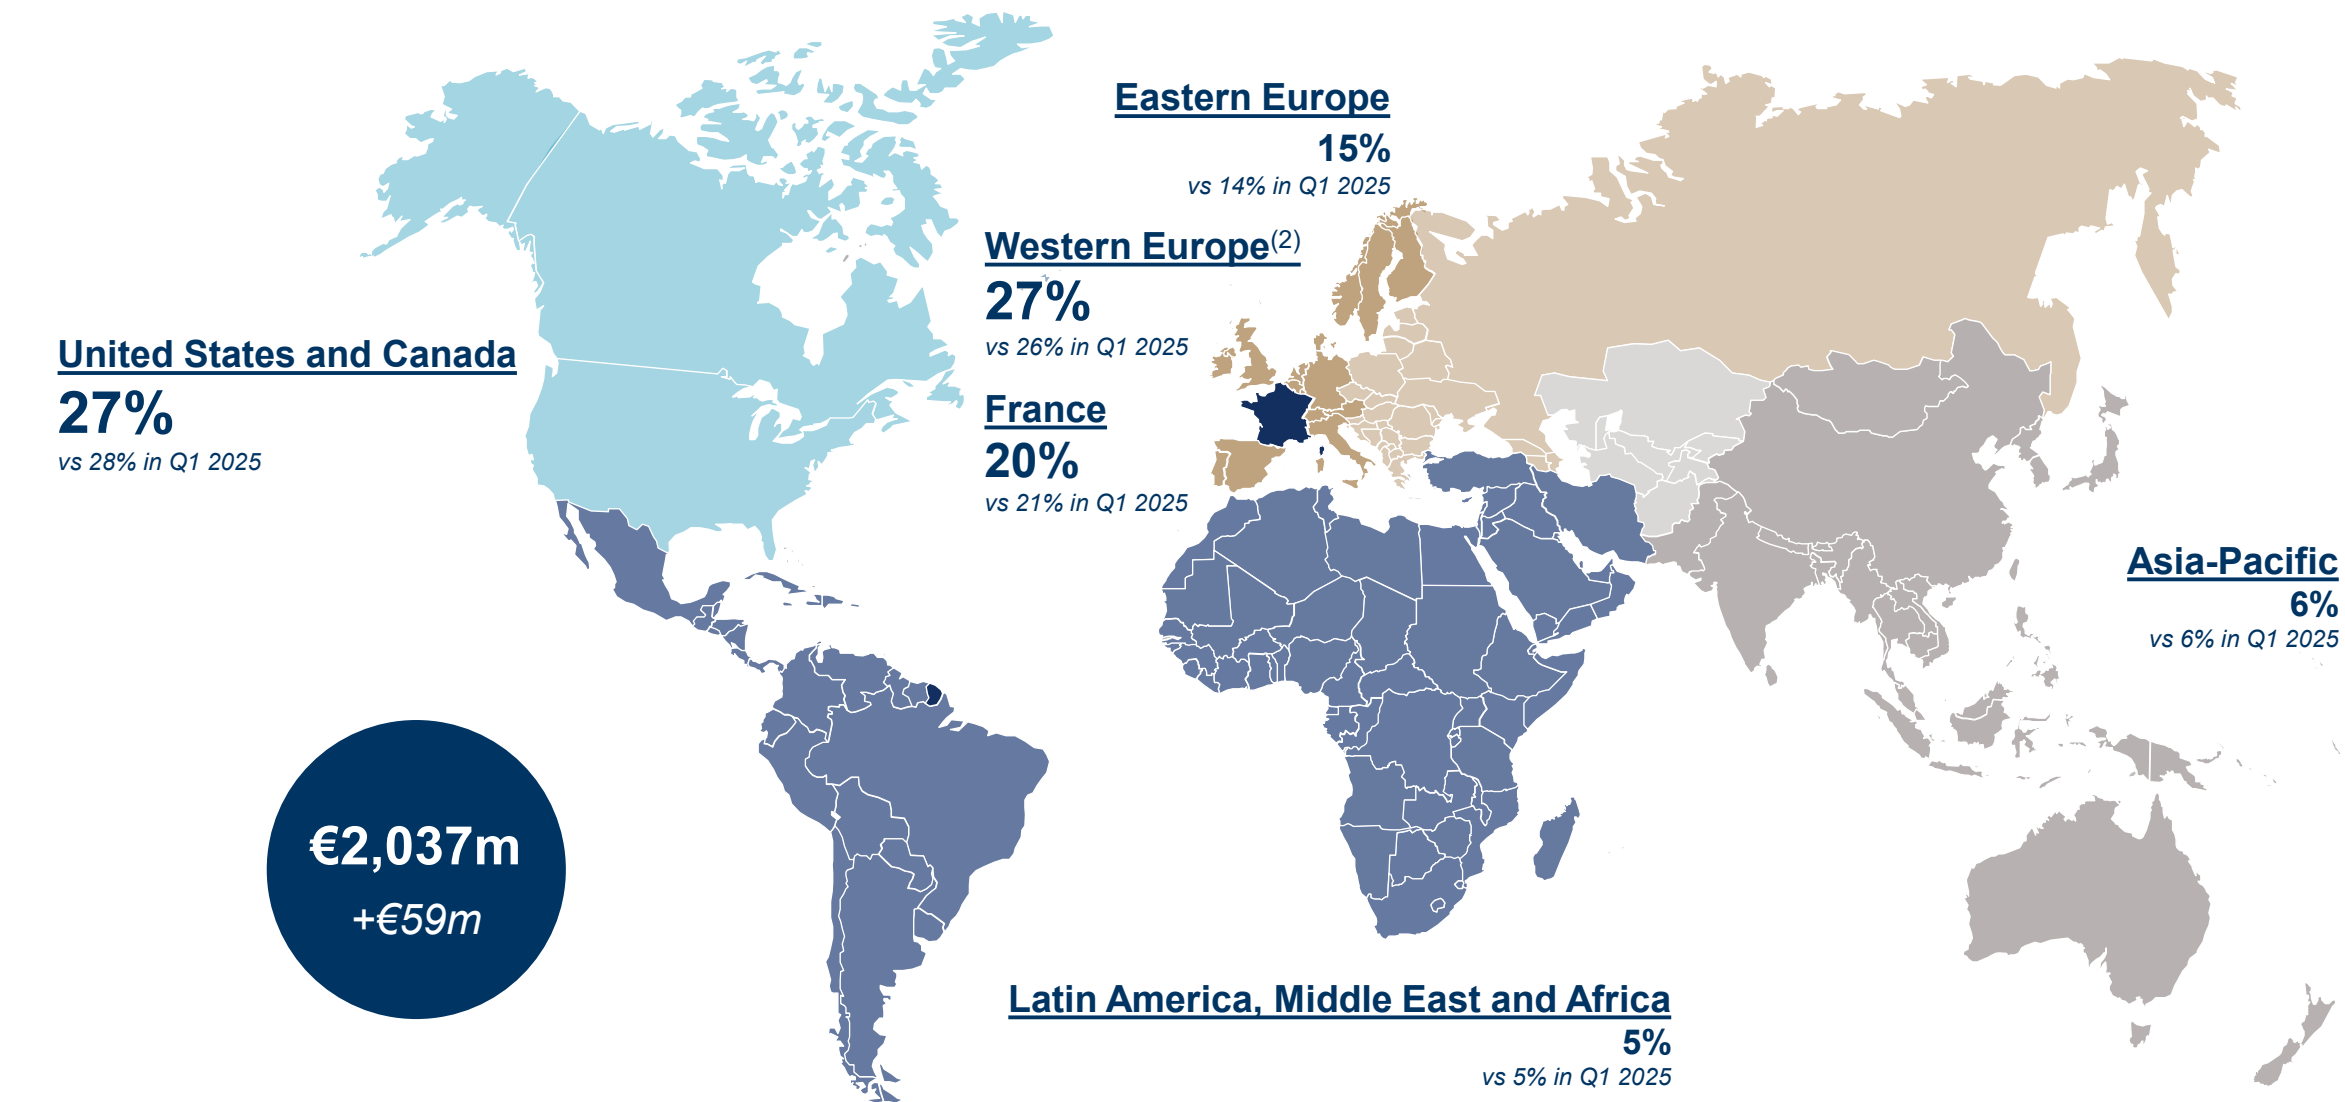 Eastern Europe
15%
vs 14% in Q1 2025
Western Europe(2)
27%
vs 26% in Q1 2025
United States and Canada
27%
vs 28% in Q1 2025
France
20%
vs 21% in Q1 2025
Asia-Pacific
6%
vs 6% in Q1 2025
€2,037m
+€59m
Latin America, Middle East and Africa
5%
vs 5% in Q1 2025